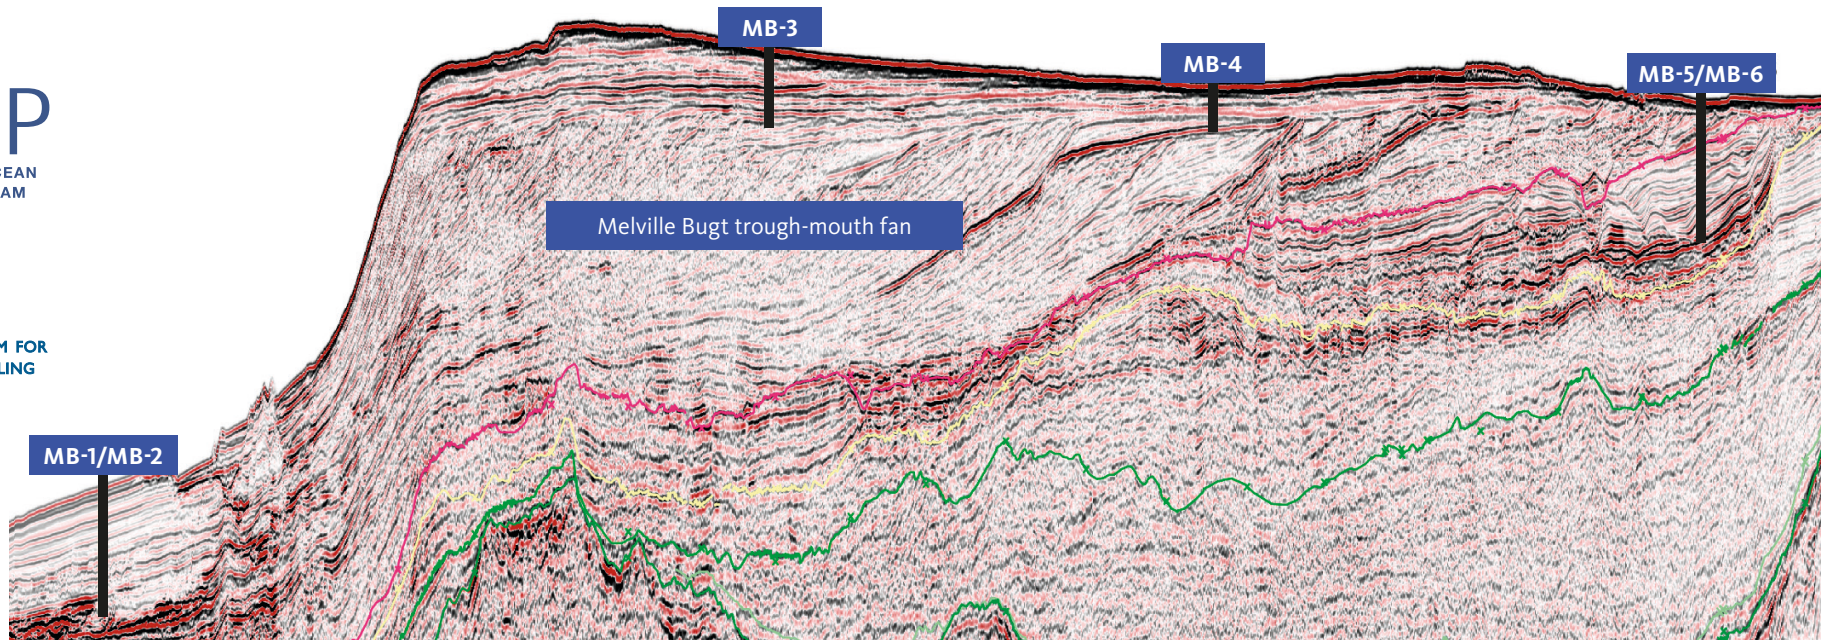 MB-3
MB-4
MB-5/MB-6
P
CEAN
AM
Melville Bugt trough-mouth fan
M FOR
LING
MB-1/MB-2